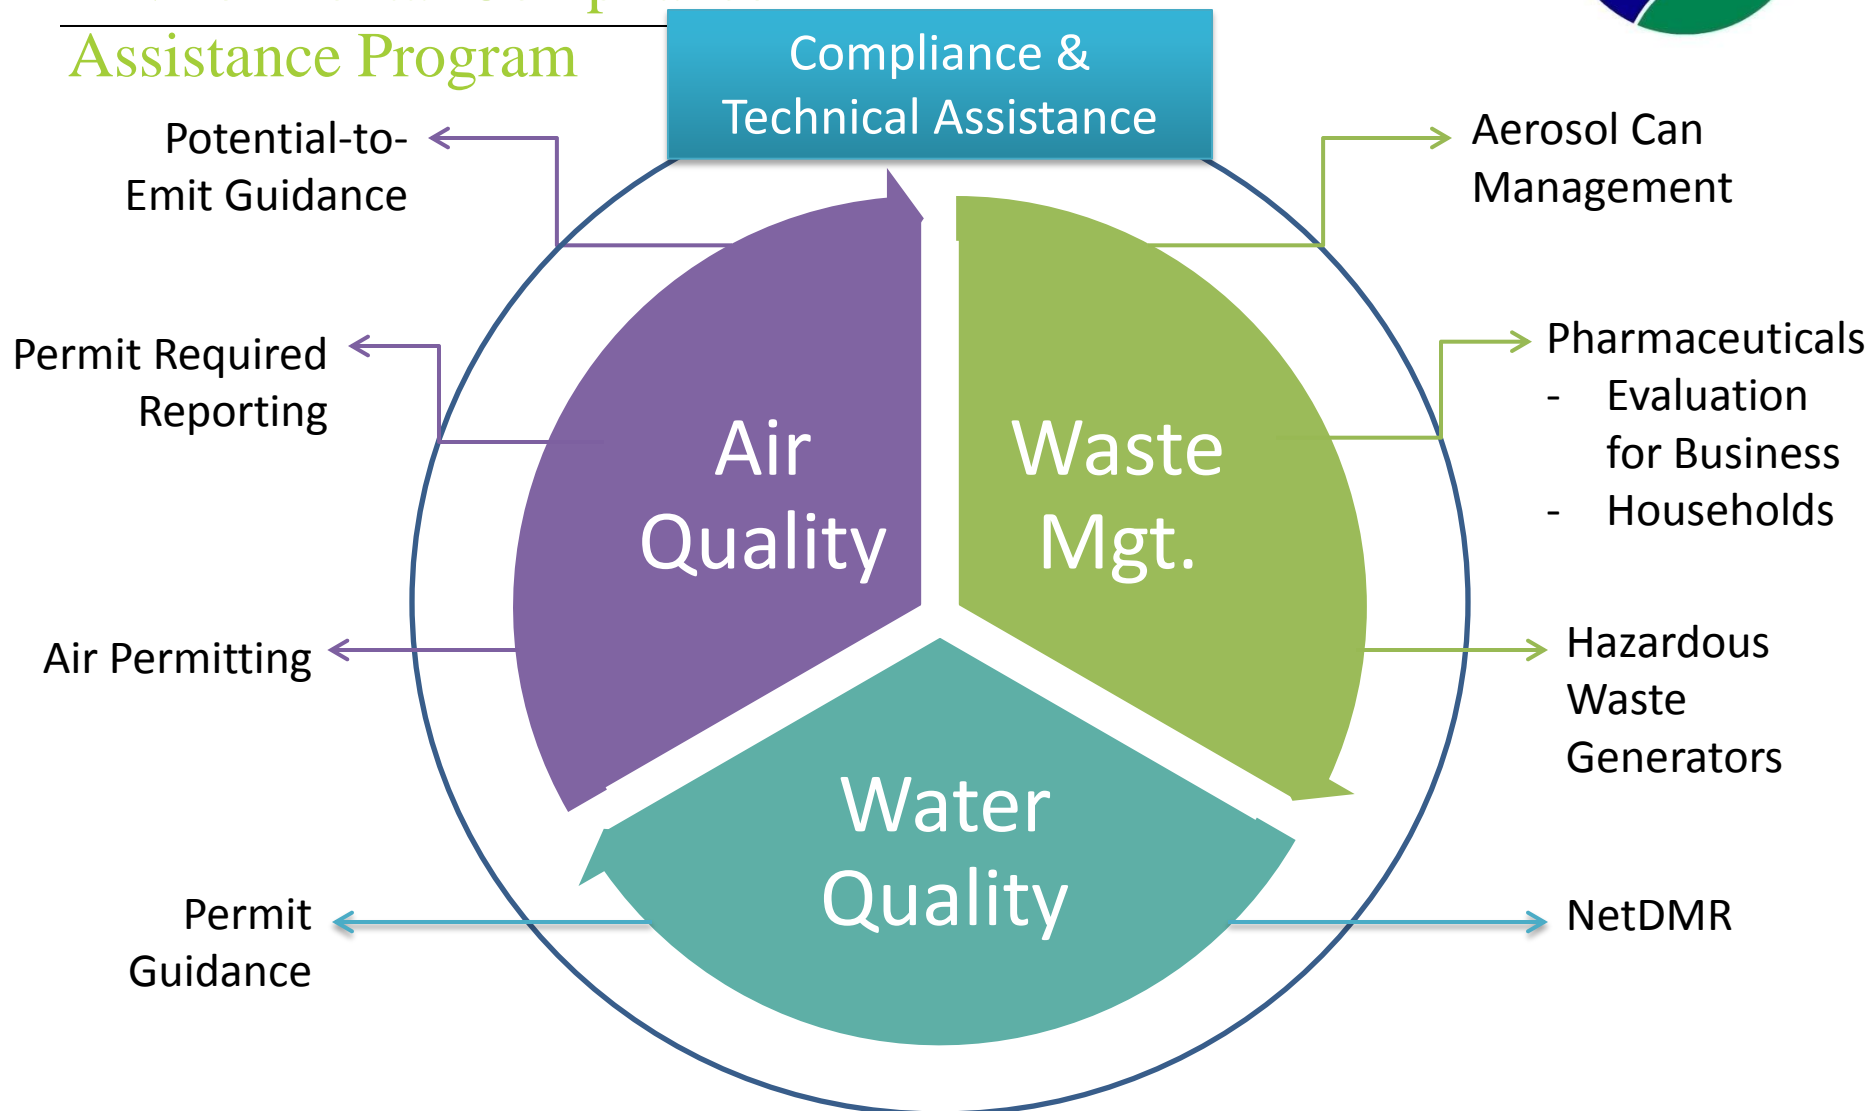 Assistance Program
Compliance &
Technical Assistance
Potential-to-
Emit Guidance
Permit Required
Reporting
Air Permitting
Permit
Guidance
Air
Quality
Waste
Mgt.
Water
Quality
Aerosol Can
Management
Pharmaceuticals
- Evaluation
for Business
- Households
Hazardous
Waste
Generators
NetDMR